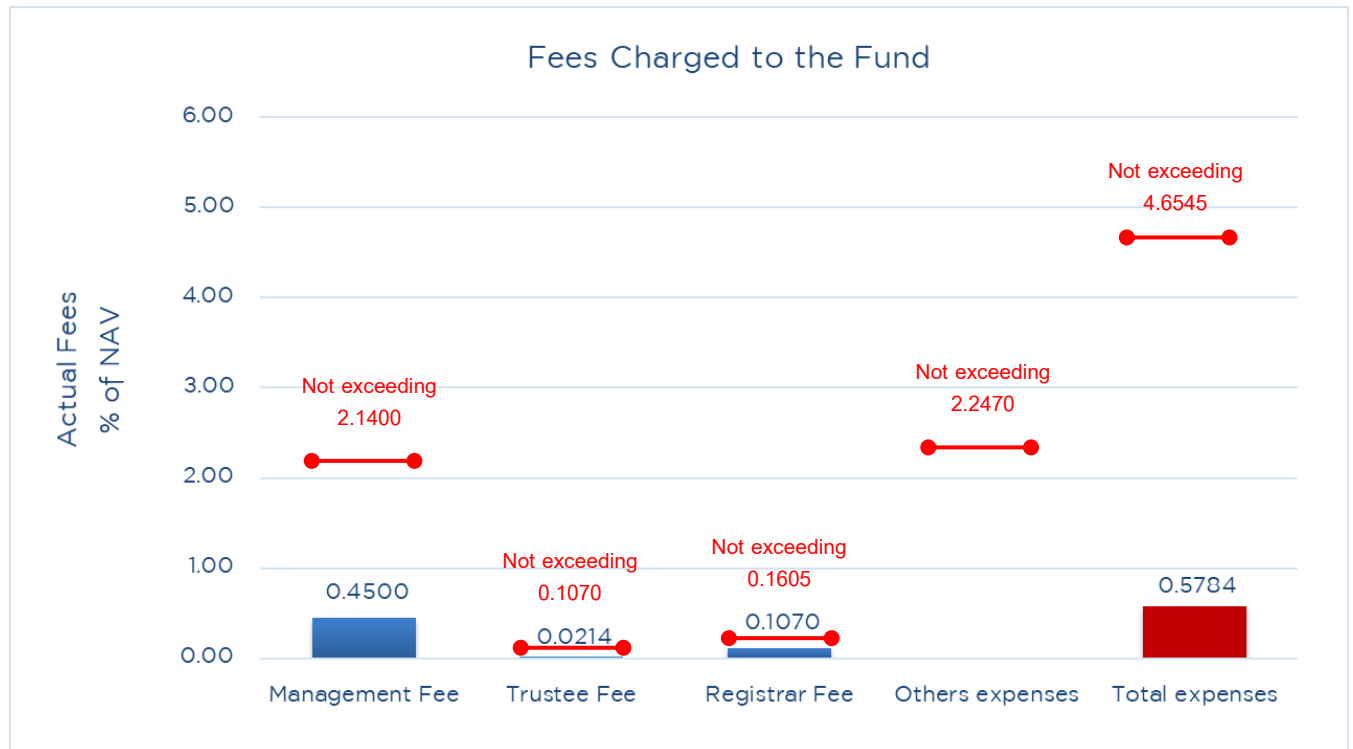 Fees Charged to the Fund
Actual Fees
% of NAV
6.00
5.00
4.00
3.00
2.00
1.00
0.00
Not exceeding
2.1400
0.4500
Not exceeding
0.1070
0.0214
Not exceeding
0.1605
0.1070
Not exceeding
2.2470
Not exceeding
4.6545
0.5784
Management Fee
Trustee Fee
Registrar Fee
Others expenses
Total expenses